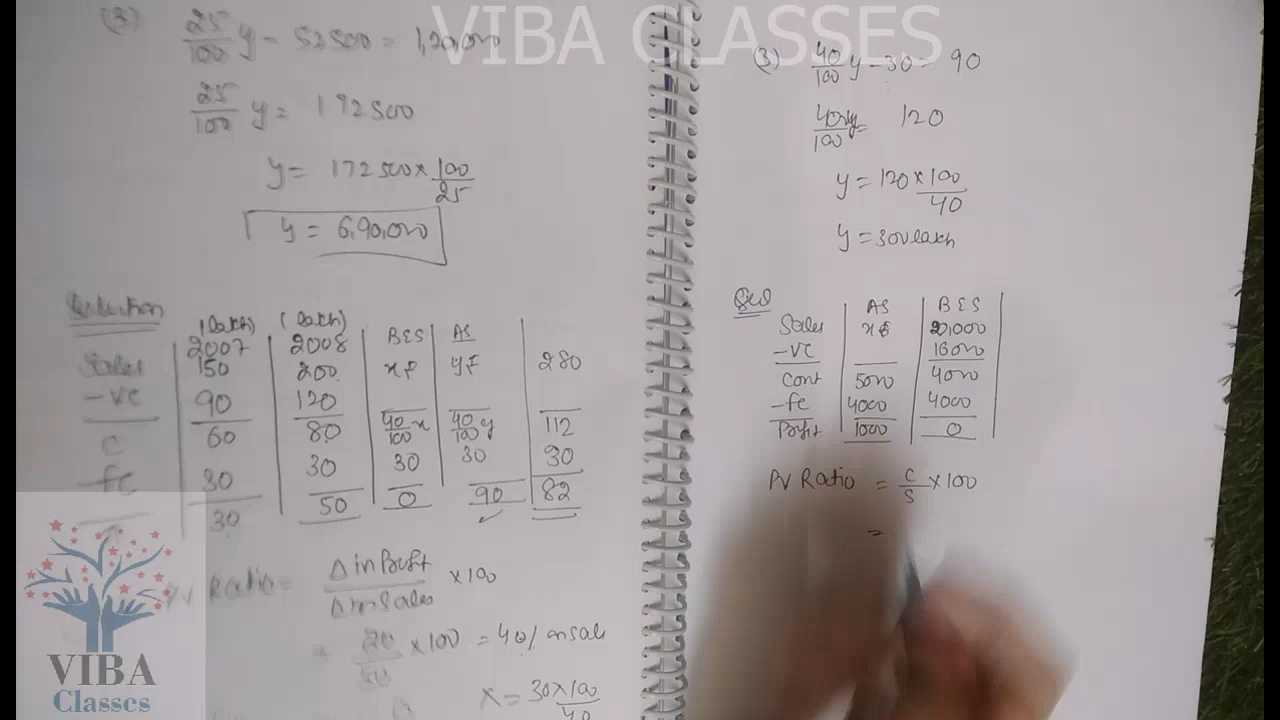 VIBA CLASSES
(3) 25/100 y - 52500 = 1,20,000
25/100 y = 172500
y = 172500 × 100/25
y = 6,90,000
(Lakh) (Lakh)
2007 2008 BES AS
Sales 150 200 x₹ y₹ 280
-VC 90 120
C 60 80 40/100 x 40/100 y 112
-FC 30 30 30 30 30
30 50 0 90 82
PV Ratio = Δ in Profit / Δ in Sales × 100
= 20/50 × 100 = 40% on sale
x = 30×100/40
(3) 40/100 y - 30 = 90
40y/100 = 120
y = 120 × 100/40
y = 300 lakh
Sol AS BES
Sales x₹ 20,000
-VC 16000
Cont 5000 4000
-FC 4000 4000
Profit 1000 0
PV Ratio = C/S × 100
=
VIBA
Classes